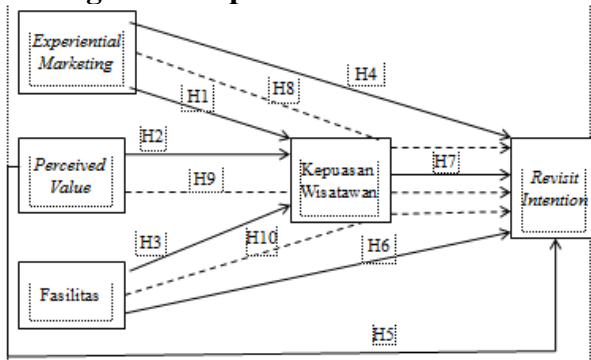 Experiential
Marketing
H4
H8
H1
H2
Perceived
Value
H9
Kepuasan
Wisatawan
H7
Revisit
Intention
H3
H10
H6
Fasilitas
H5